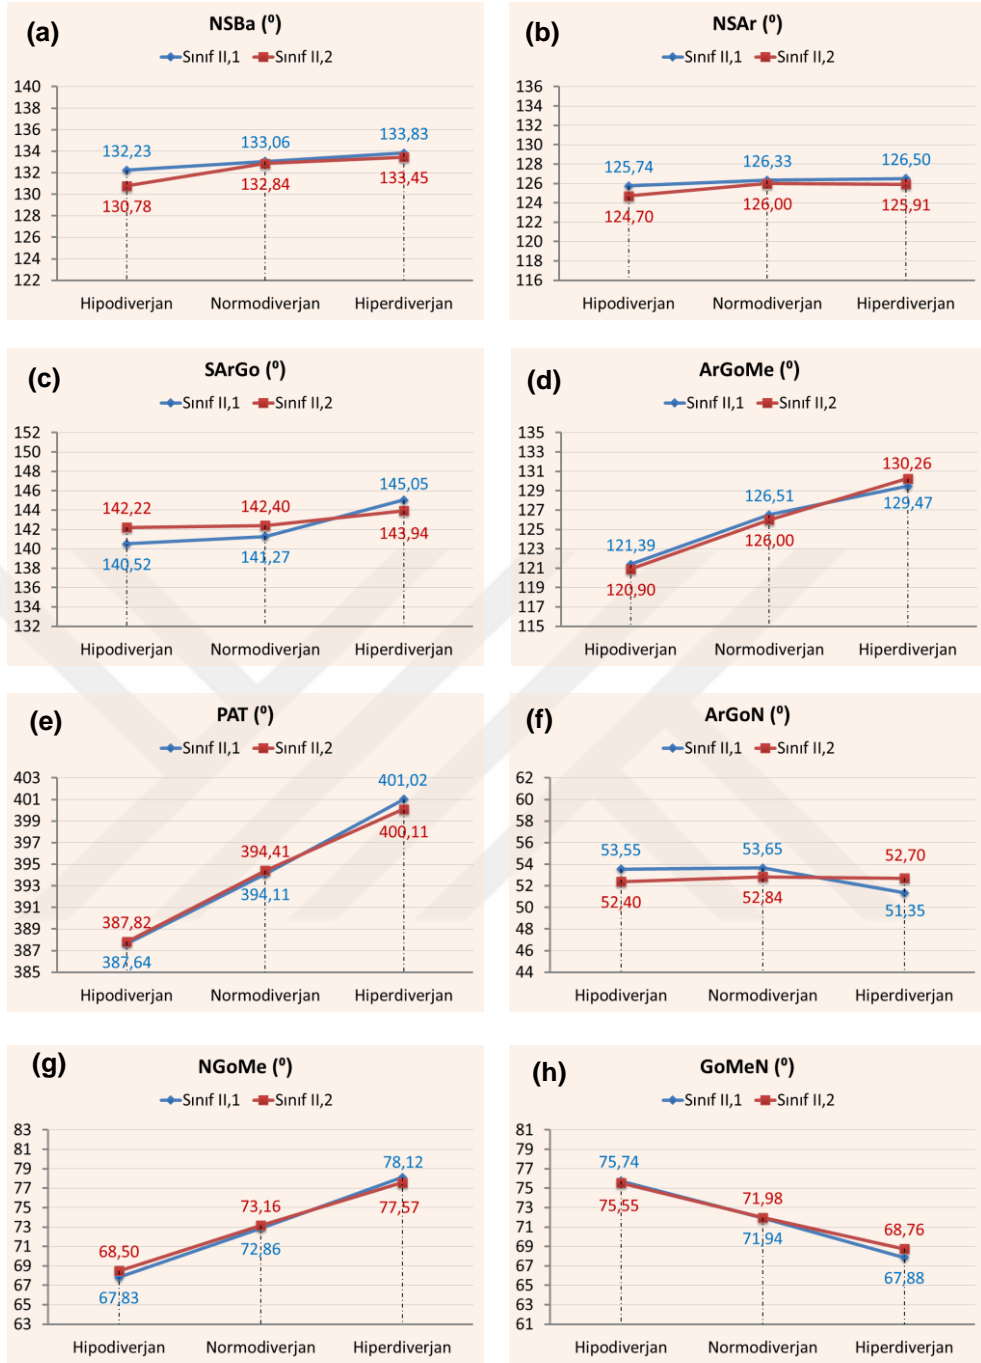 (a) NSBa (⁰)
Sınıf II,1 Sınıf II,2
140
138
136
134
132
130
128
126
124
122
132,23 133,06 133,83
130,78 132,84 133,45
Hipodiverjan Normodiverjan Hiperdiverjan
(b) NSAr (⁰)
Sınıf II,1 Sınıf II,2
136
134
132
130
128
126
124
122
120
118
116
125,74 126,33 126,50
124,70 126,00 125,91
Hipodiverjan Normodiverjan Hiperdiverjan
(c) SArGo (⁰)
Sınıf II,1 Sınıf II,2
152
150
148
146
144
142
140
138
136
134
132
142,22 142,40 145,05
140,52 141,27 143,94
Hipodiverjan Normodiverjan Hiperdiverjan
(d) ArGoMe (⁰)
Sınıf II,1 Sınıf II,2
135
133
131
129
127
125
123
121
119
117
115
121,39 126,51 130,26
120,90 126,00 129,47
Hipodiverjan Normodiverjan Hiperdiverjan
(e) PAT (⁰)
Sınıf II,1 Sınıf II,2
403
401
399
397
395
393
391
389
387
385
387,82 394,41 401,02
387,64 394,11 400,11
Hipodiverjan Normodiverjan Hiperdiverjan
(f) ArGoN (⁰)
Sınıf II,1 Sınıf II,2
62
60
58
56
54
52
50
48
46
44
53,55 53,65 52,70
52,40 52,84 51,35
Hipodiverjan Normodiverjan Hiperdiverjan
(g) NGoMe (⁰)
Sınıf II,1 Sınıf II,2
83
81
79
77
75
73
71
69
67
65
63
68,50 73,16 78,12
67,83 72,86 77,57
Hipodiverjan Normodiverjan Hiperdiverjan
(h) GoMeN (⁰)
Sınıf II,1 Sınıf II,2
81
79
77
75
73
71
69
67
65
63
61
75,74 71,98 68,76
75,55 71,94 67,88
Hipodiverjan Normodiverjan Hiperdiverjan